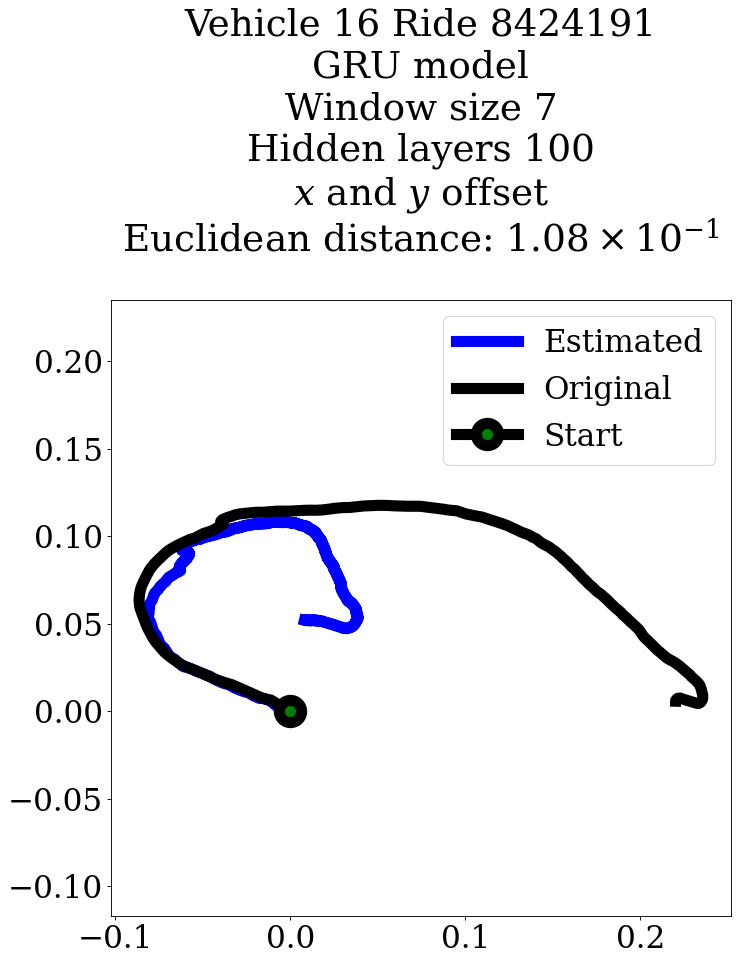 Vehicle 16 Ride 8424191
GRU model
Window size 7
Hidden layers 100
x and y offset
Euclidean distance: 1.08 × 10⁻¹
Estimated
Original
Start
0.20
0.15
0.10
0.05
0.00
−0.05
−0.10
−0.1 0.0 0.1 0.2